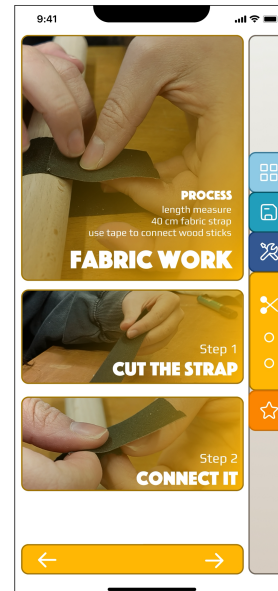 9:41
PROCESS
length measure
40 cm fabric strap
use tape to connect wood sticks
FABRIC WORK
Step 1
CUT THE STRAP
Step 2
CONNECT IT